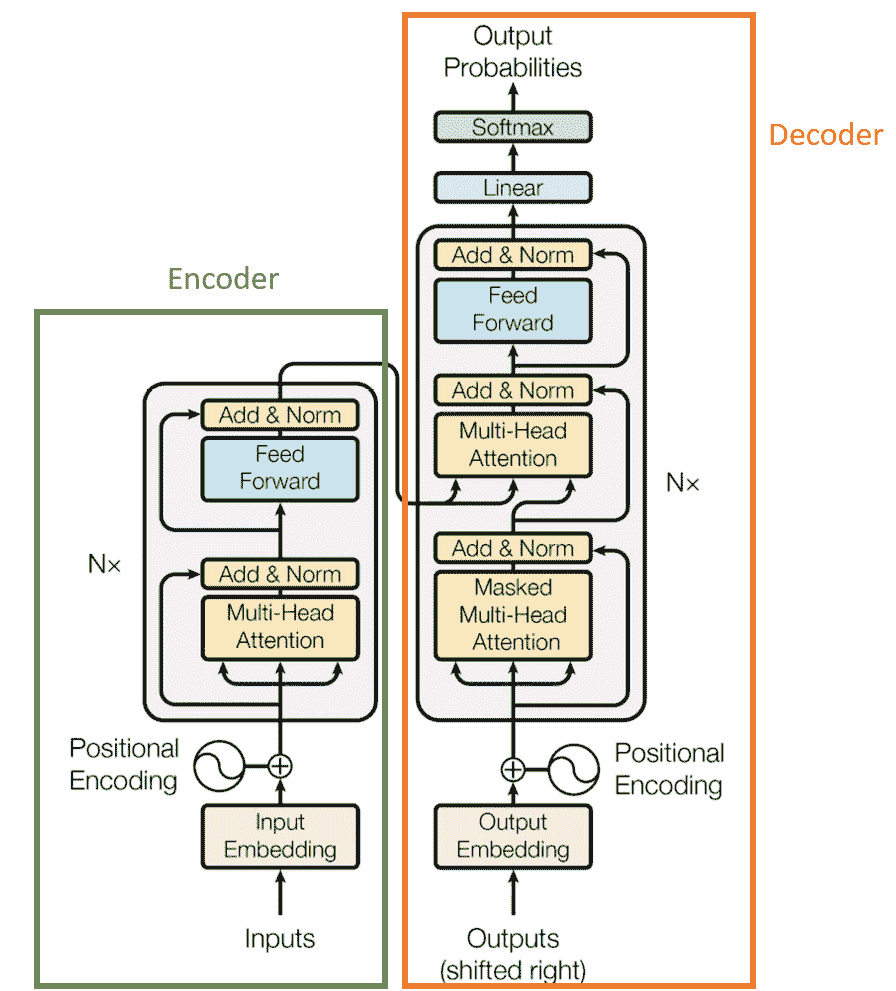 Encoder
Add & Norm
Feed
Forward
Nx
Add & Norm
Multi-Head
Attention
Positional
Encoding
Input
Embedding
Inputs
Decoder
Output
Probabilities
Softmax
Linear
Add & Norm
Feed
Forward
Add & Norm
Multi-Head
Attention
Nx
Add & Norm
Masked
Multi-Head
Attention
Positional
Encoding
Output
Embedding
Outputs
(shifted right)